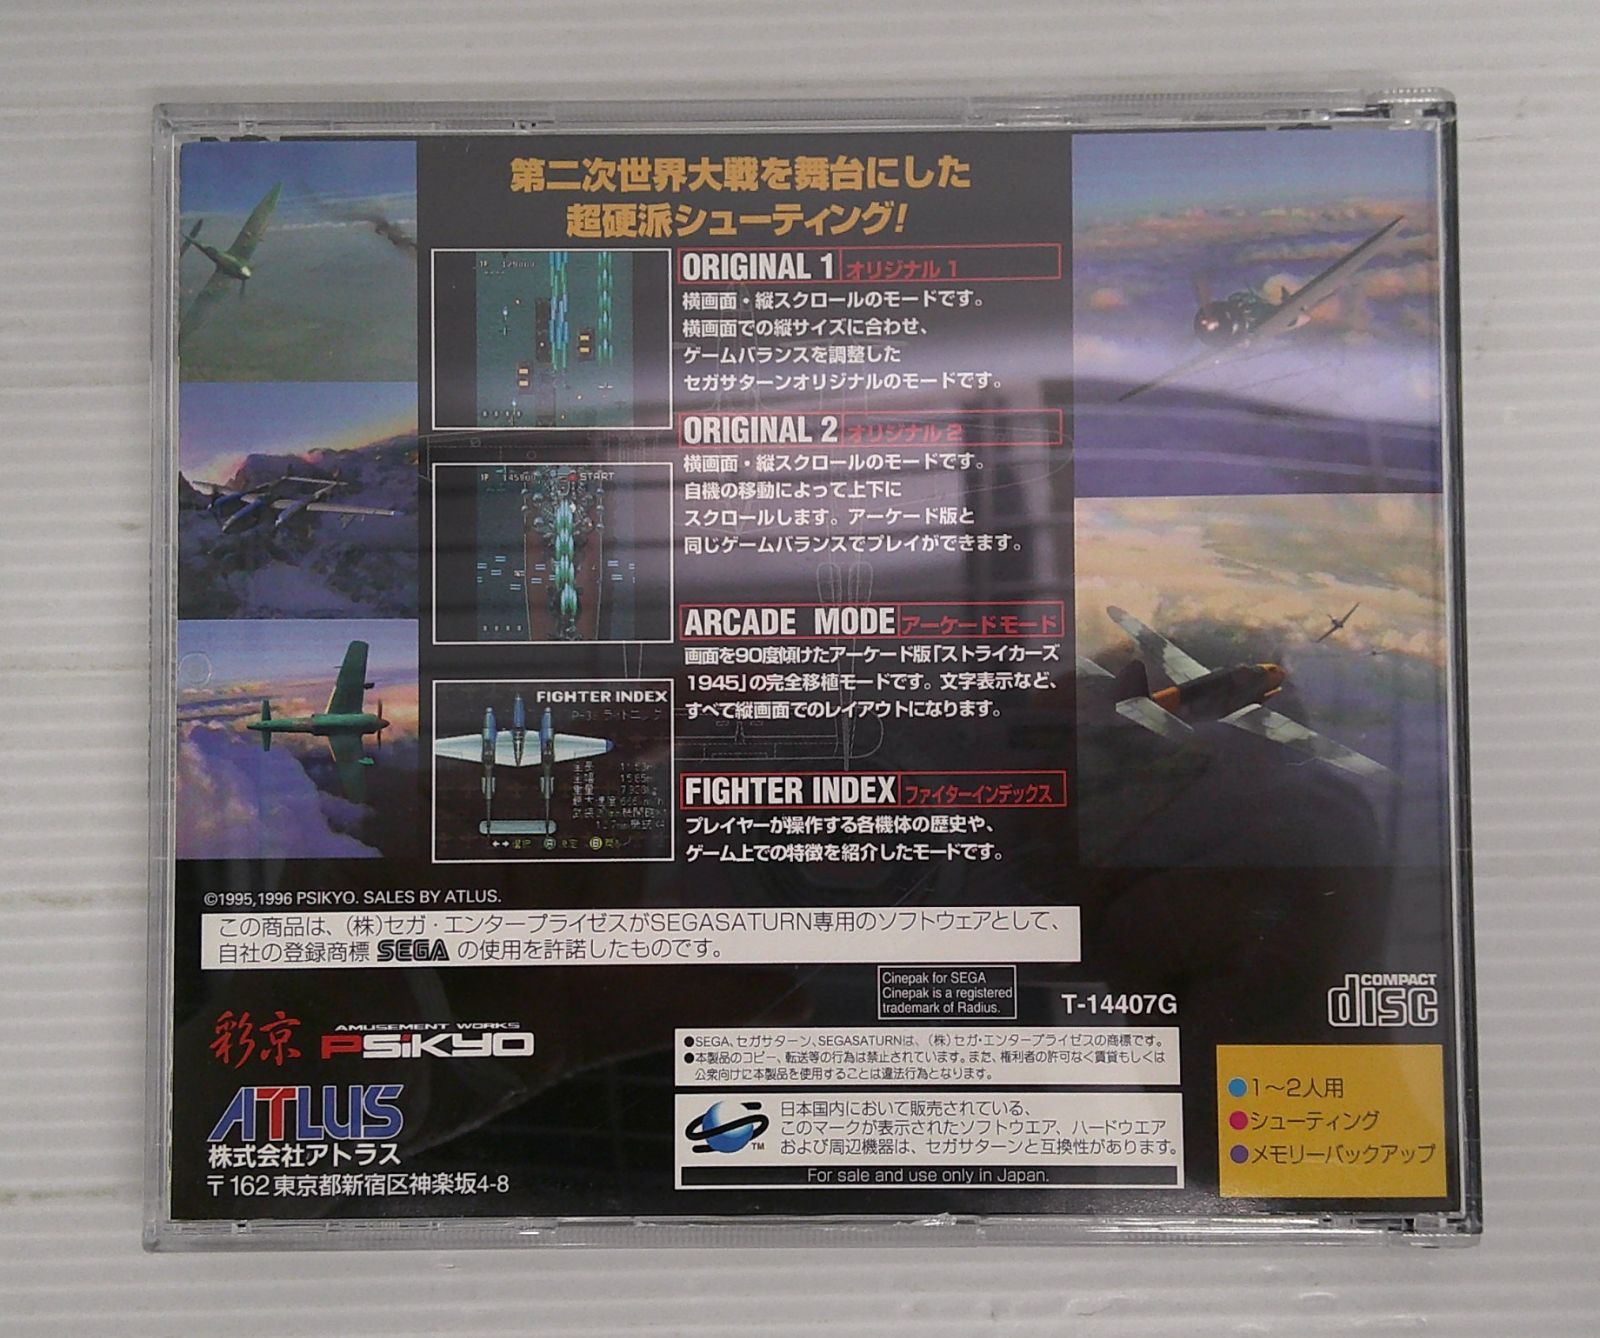 第二次世界大戦を舞台にした
超硬派シューティング!
ORIGINAL 1 オリジナル1
横画面・縦スクロールのモードです。
横画面での縦サイズに合わせ、
ゲームバランスを調整した
セガサターンオリジナルのモードです。
ORIGINAL 2 オリジナル2
横画面・縦スクロールのモードです。
自機の移動によって上下に
スクロールします。アーケード版と
同じゲームバランスでプレイができます。
START
ARCADE MODE アーケードモード
画面を90度傾けたアーケード版「ストライカーズ
1945」の完全移植モードです。文字表示など、
すべて縦画面でのレイアウトになります。
FIGHTER INDEX
P-38 ライトニング
FIGHTER INDEX ファイターインデックス
プレイヤーが操作する各機体の歴史や、
ゲーム上での特徴を紹介したモードです。
©1995,1996 PSIKYO. SALES BY ATLUS.
この商品は、(株)セガ・エンタープライゼスがSEGASATURN専用のソフトウェアとして、
自社の登録商標 SEGA の使用を許諾したものです。
Cinepak for SEGA
Cinepak is a registered
trademark of Radius.
T-14407G
COMPACT
disc
彩京 AMUSEMENT WORKS
PSiKYO
ATLUS
株式会社アトラス
〒162 東京都新宿区神楽坂4-8
●SEGA、セガサターン、SEGASATURNは、(株)セガ・エンタープライゼスの商標です。
●本製品のコピー、転送等の行為は禁止されています。また、権利者の許可なく賃貸もしくは
公衆向けに本製品を使用することは違法行為となります。
日本国内において販売されている、
このマークが表示されたソフトウエア、ハードウエア
および周辺機器は、セガサターンと互換性があります。
TM
For sale and use only in Japan.
●1〜2人用
●シューティング
●メモリーバックアップ